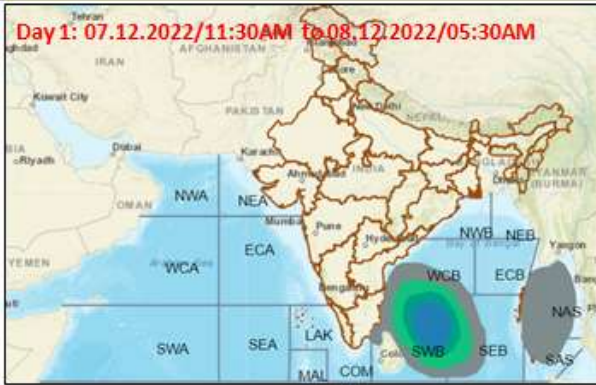 Day 1: 07.12.2022/11:30AM to 08.12.2022/05:30AM
Tehran
AFGHANISTAN
IRAN
Kuwait City
PAKISTAN
New Delhi
NEPAL
Riyadh
Dubai
Karachi
INDIA
MYANMAR
(BURMA)
OMAN
NWA
NEA
Mumbai
Pune
Hyderabad
NWB
NEB
Yangon
YEMEN
WCA
ECA
WCB
ECB
NAS
LAK
SWA
SEA
SWB
SEB
SAS
MAL
COM